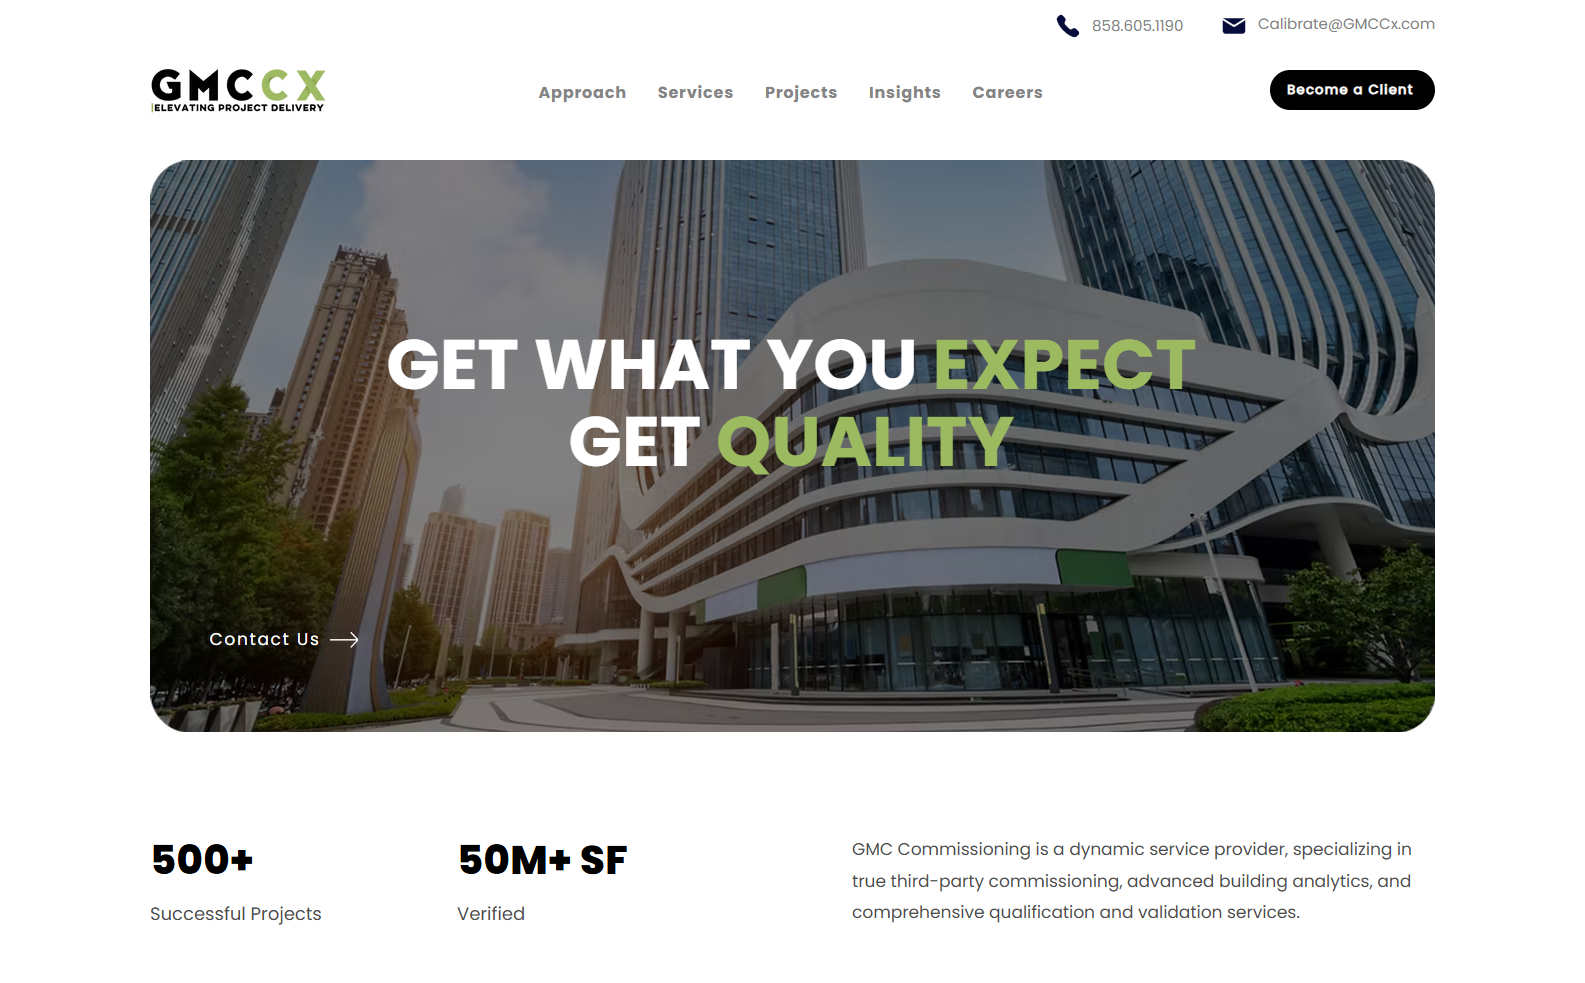 858.605.1190
Calibrate@GMCCx.com
GMCCX
ELEVATING PROJECT DELIVERY
Approach
Services
Projects
Insights
Careers
Become a Client
GET WHAT YOU EXPECT
GET QUALITY
Contact Us
500+
Successful Projects
50M+ SF
Verified
GMC Commissioning is a dynamic service provider, specializing in
true third-party commissioning, advanced building analytics, and
comprehensive qualification and validation services.